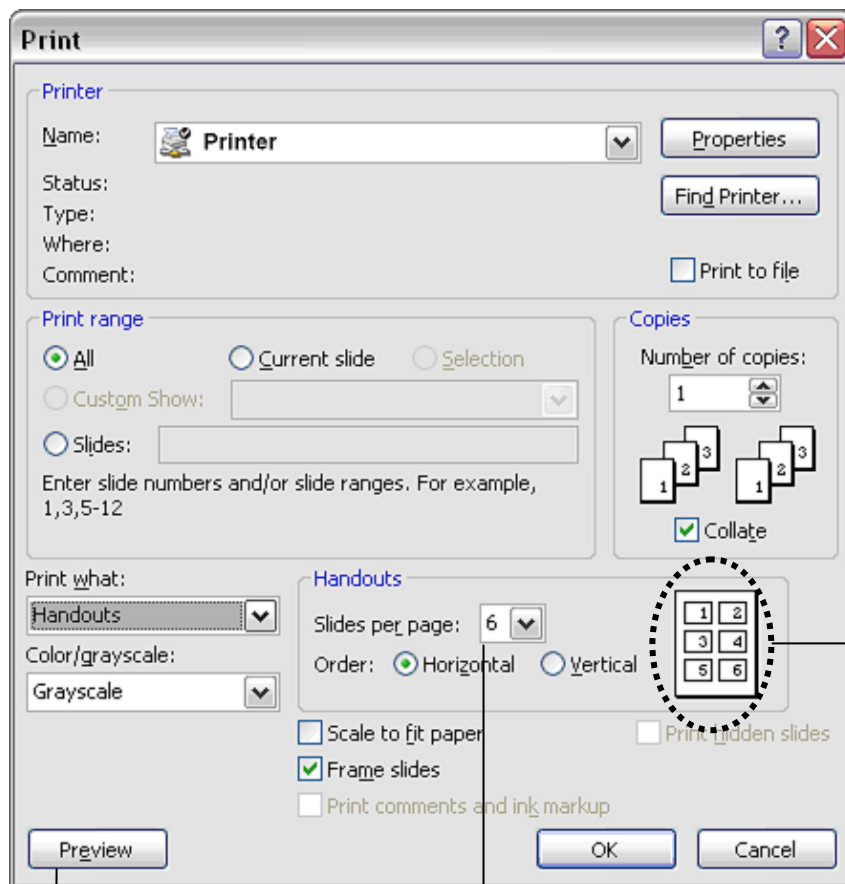 Print
Printer
Name: Printer Properties
Status: Find Printer...
Type:
Where:
Comment: Print to file
Print range
All Current slide Selection
Custom Show:
Slides:
Enter slide numbers and/or slide ranges. For example,
1,3,5-12
Copies
Number of copies:
1
1 2 3 1 2 3
Collate
Print what:
Handouts
Color/grayscale:
Grayscale
Handouts
Slides per page: 6
Order: Horizontal Vertical
1 2
3 4
5 6
Scale to fit paper Print hidden slides
Frame slides
Print comments and ink markup
Preview OK Cancel